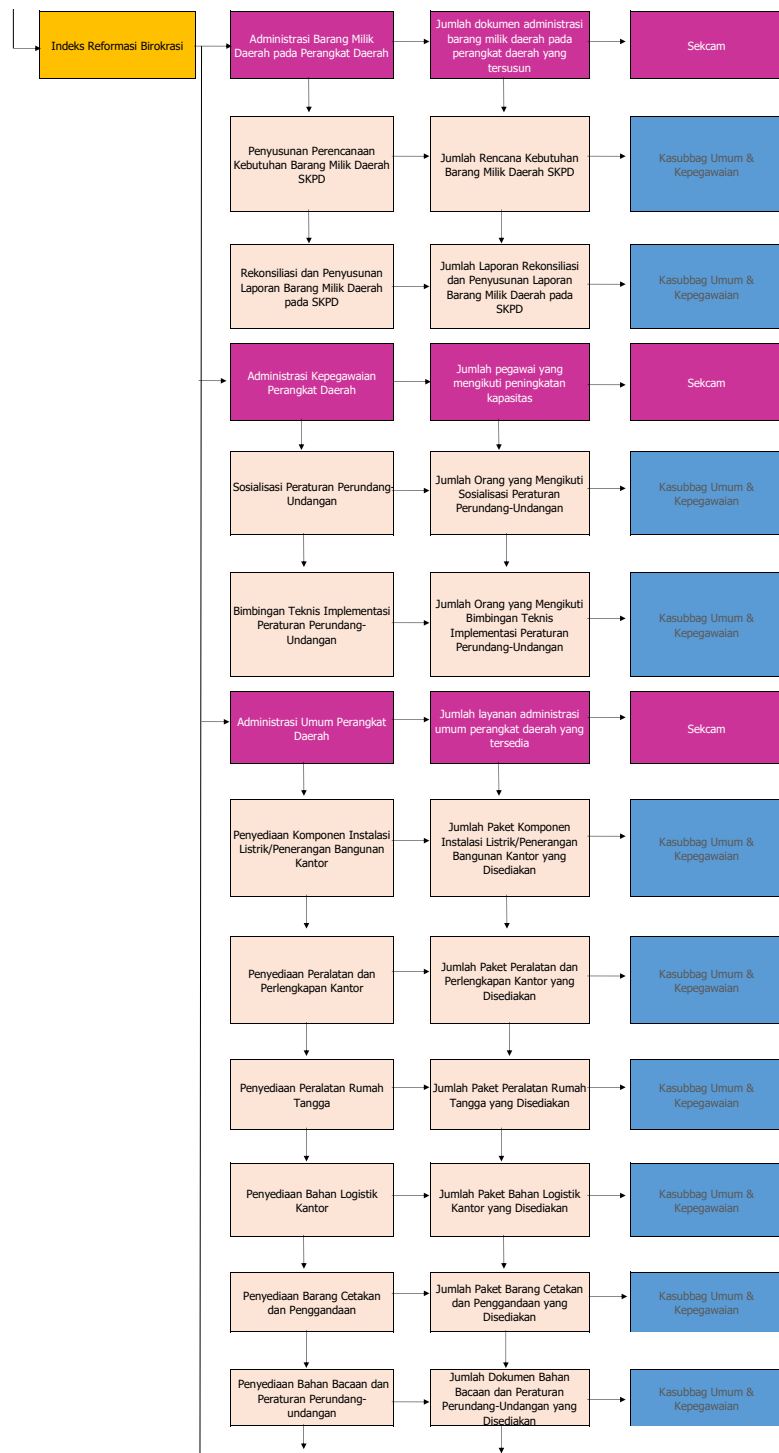 Indeks Reformasi Birokrasi
Administrasi Barang Milik
Daerah pada Perangkat Daerah
Jumlah dokumen administrasi
barang milik daerah pada
perangkat daerah yang
tersusun
Sekcam
Penyusunan Perencanaan
Kebutuhan Barang Milik Daerah
SKPD
Jumlah Rencana Kebutuhan
Barang Milik Daerah SKPD
Kasubbag Umum &
Kepegawaian
Rekonsiliasi dan Penyusunan
Laporan Barang Milik Daerah
pada SKPD
Jumlah Laporan Rekonsiliasi
dan Penyusunan Laporan
Barang Milik Daerah pada
SKPD
Kasubbag Umum &
Kepegawaian
Administrasi Kepegawaian
Perangkat Daerah
Jumlah pegawai yang
mengikuti peningkatan
kapasitas
Sekcam
Sosialisasi Peraturan Perundang-
Undangan
Jumlah Orang yang Mengikuti
Sosialisasi Peraturan
Perundang-Undangan
Kasubbag Umum &
Kepegawaian
Bimbingan Teknis Implementasi
Peraturan Perundang-
Undangan
Jumlah Orang yang Mengikuti
Bimbingan Teknis
Implementasi Peraturan
Perundang-Undangan
Kasubbag Umum &
Kepegawaian
Administrasi Umum Perangkat
Daerah
Jumlah layanan administrasi
umum perangkat daerah yang
tersedia
Sekcam
Penyediaan Komponen Instalasi
Listrik/Penerangan Bangunan
Kantor
Jumlah Paket Komponen
Instalasi Listrik/Penerangan
Bangunan Kantor yang
Disediakan
Kasubbag Umum &
Kepegawaian
Penyediaan Peralatan dan
Perlengkapan Kantor
Jumlah Paket Peralatan dan
Perlengkapan Kantor yang
Disediakan
Kasubbag Umum &
Kepegawaian
Penyediaan Peralatan Rumah
Tangga
Jumlah Paket Peralatan Rumah
Tangga yang Disediakan
Kasubbag Umum &
Kepegawaian
Penyediaan Bahan Logistik
Kantor
Jumlah Paket Bahan Logistik
Kantor yang Disediakan
Kasubbag Umum &
Kepegawaian
Penyediaan Barang Cetakan
dan Penggandaan
Jumlah Paket Barang Cetakan
dan Penggandaan yang
Disediakan
Kasubbag Umum &
Kepegawaian
Penyediaan Bahan Bacaan dan
Peraturan Perundang-
undangan
Jumlah Dokumen Bahan
Bacaan dan Peraturan
Perundang-Undangan yang
Disediakan
Kasubbag Umum &
Kepegawaian